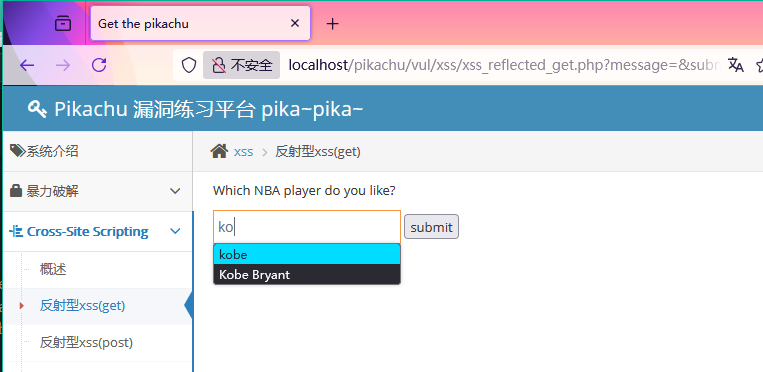 Get the pikachu
不安全 localhost/pikachu/vul/xss/xss_reflected_get.php?message=&subm
Pikachu 漏洞练习平台 pika~pika~
系统介绍
xss > 反射型xss(get)
暴力破解
Which NBA player do you like?
ko submit
Cross-Site Scripting
kobe
概述
Kobe Bryant
反射型xss(get)
反射型xss(post)